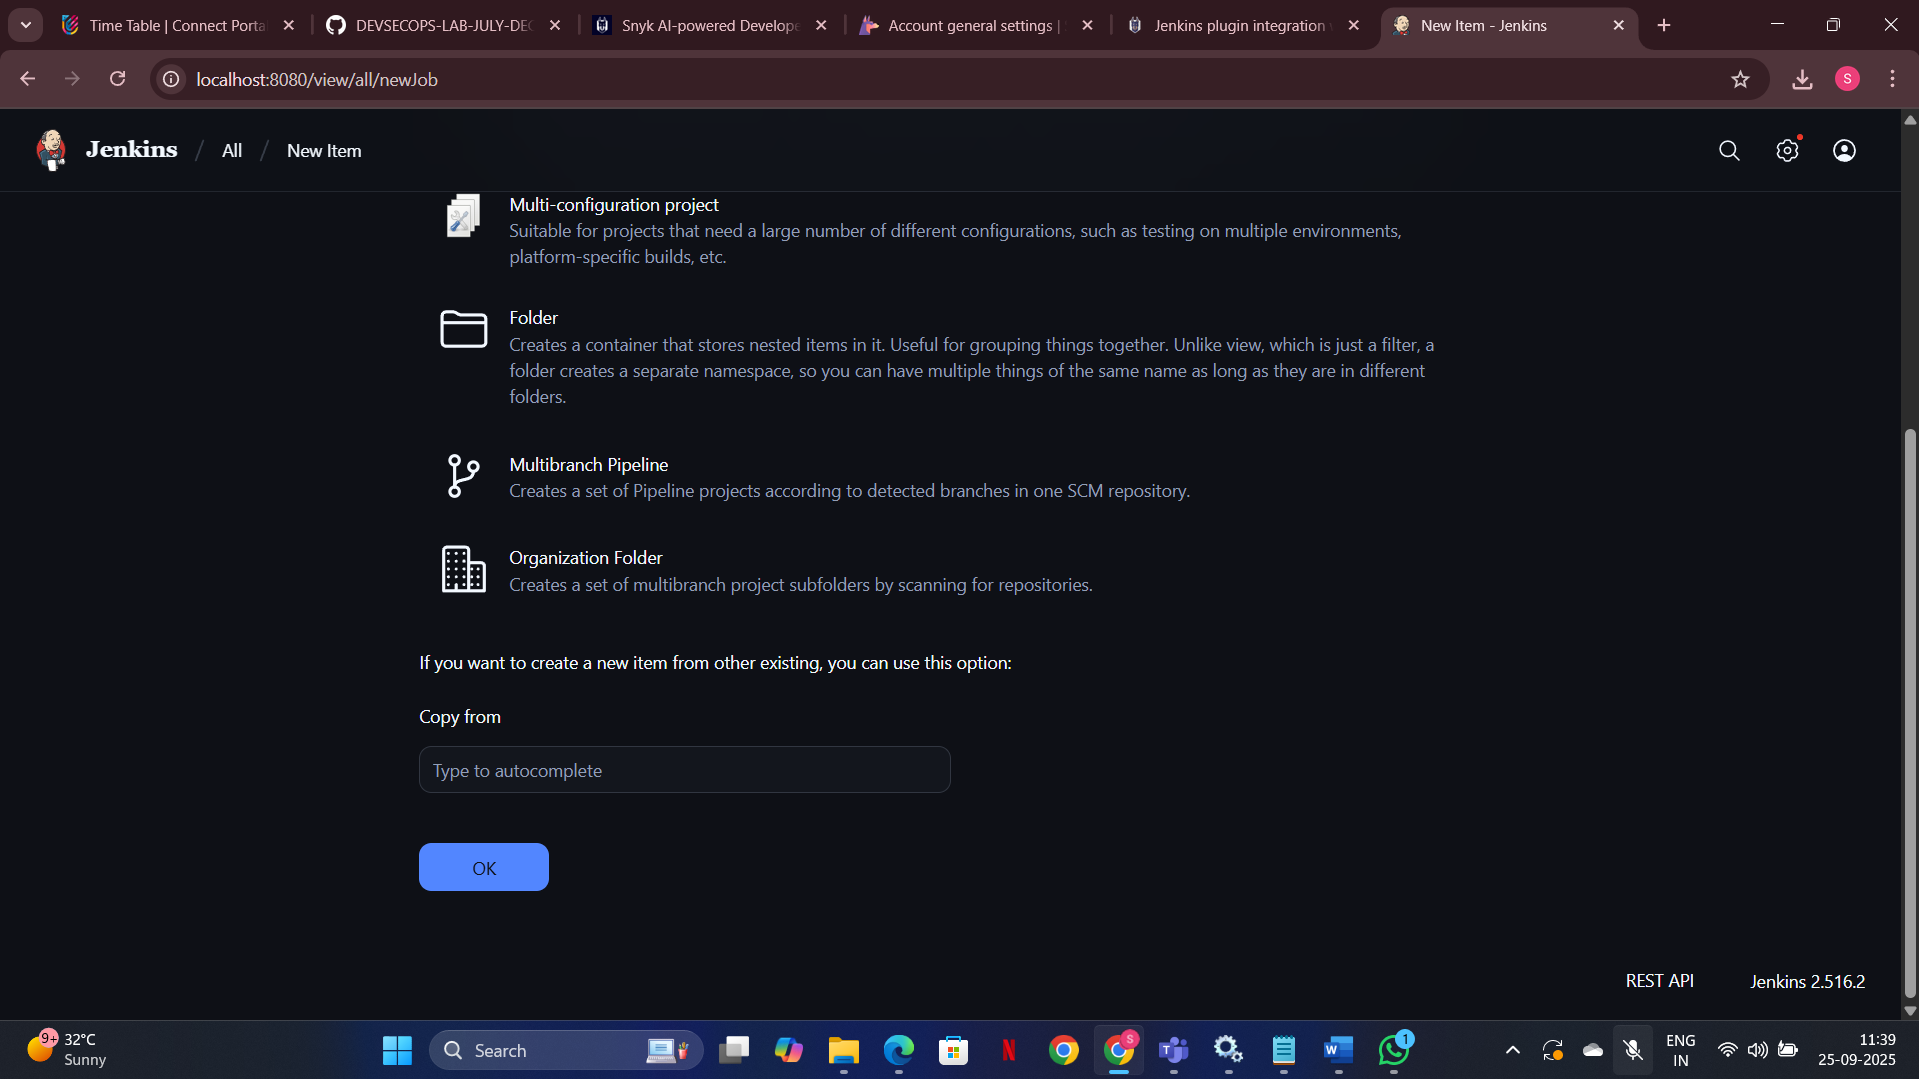 Time Table | Connect Porta
DEVSECOPS-LAB-JULY-DEC
Snyk AI-powered Develope
Account general settings |
Jenkins plugin integration
New Item - Jenkins
localhost:8080/view/all/newJob
S
Jenkins / All / New Item
Multi-configuration project
Suitable for projects that need a large number of different configurations, such as testing on multiple environments,
platform-specific builds, etc.
Folder
Creates a container that stores nested items in it. Useful for grouping things together. Unlike view, which is just a filter, a
folder creates a separate namespace, so you can have multiple things of the same name as long as they are in different
folders.
Multibranch Pipeline
Creates a set of Pipeline projects according to detected branches in one SCM repository.
Organization Folder
Creates a set of multibranch project subfolders by scanning for repositories.
If you want to create a new item from other existing, you can use this option:
Copy from
Type to autocomplete
OK
REST API
Jenkins 2.516.2
9+
32°C
Sunny
Search
N
S
T
W
1
ENG
IN
11:39
25-09-2025